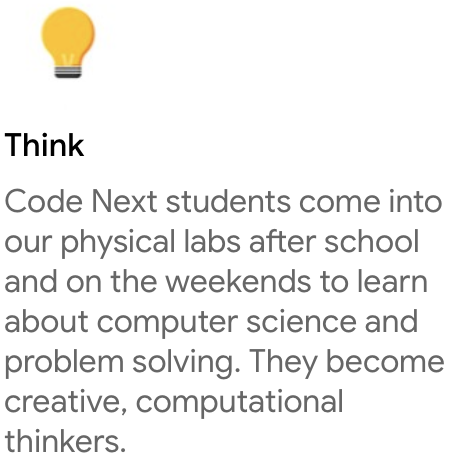 Think
Code Next students come into
our physical labs after school
and on the weekends to learn
about computer science and
problem solving. They become
creative, computational
thinkers.